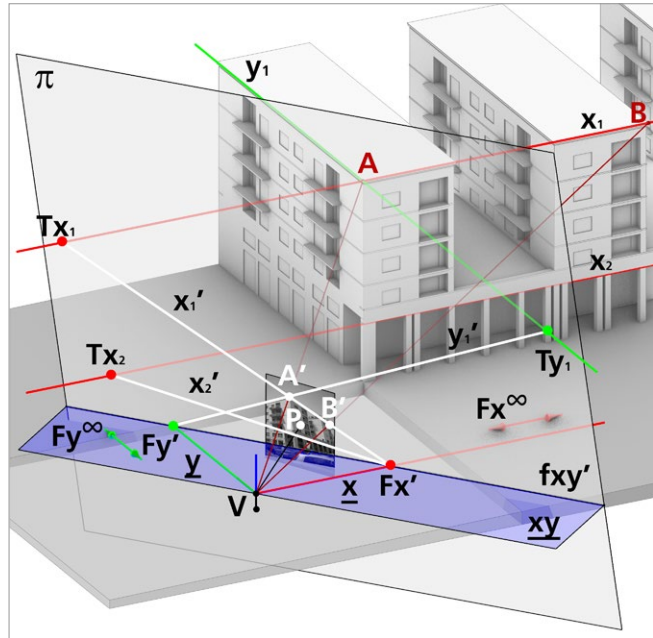 y₁
π
x₁
B
A
Tx₁
x₂
x₁′
Tx₂
y₁′
Ty₁
x₂′
A′
B′
P
Fx∞
Fy∞
Fy′
y
x
Fx′
fxy′
V
xy